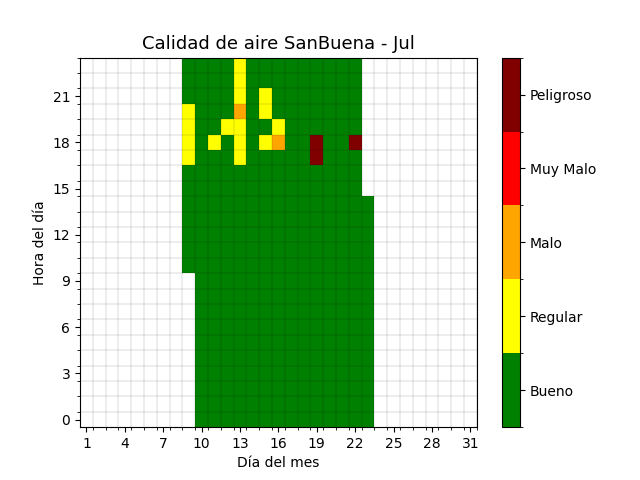 Calidad de aire SanBuena - Jul
Hora del día
21
18
15
12
9
6
3
0
1 4 7 10 13 16 19 22 25 28 31
Día del mes
Peligroso
Muy Malo
Malo
Regular
Bueno